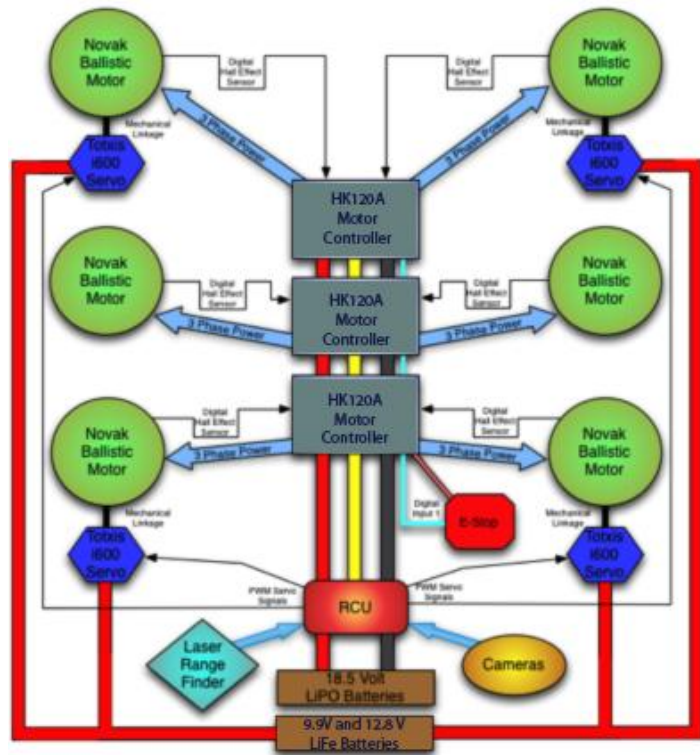 Novak
Ballistic
Motor
Digital
Hall Effect
Sensor
Digital
Hall Effect
Sensor
Novak
Ballistic
Motor
Mechanical
Linkage
3 Phase Power
3 Phase Power
Mechanical
Linkage
Totxis
i600
Servo
Totxis
i600
Servo
HK120A
Motor
Controller
Novak
Ballistic
Motor
Digital
Hall Effect
Sensor
HK120A
Motor
Controller
Digital
Hall Effect
Sensor
Novak
Ballistic
Motor
3 Phase Power
3 Phase Power
Novak
Ballistic
Motor
Digital
Hall Effect
Sensor
HK120A
Motor
Controller
Digital
Hall Effect
Sensor
Novak
Ballistic
Motor
3 Phase Power
3 Phase Power
Mechanical
Linkage
Digital
Input 1
E-Stop
Mechanical
Linkage
Totxis
i600
Servo
Totxis
i600
Servo
PWM Servo
Signals
RCU
PWM Servo
Signals
Laser
Range
Finder
Cameras
18.5 Volt
LiPO Batteries
9.9V and 12.8 V
LiFe Batteries